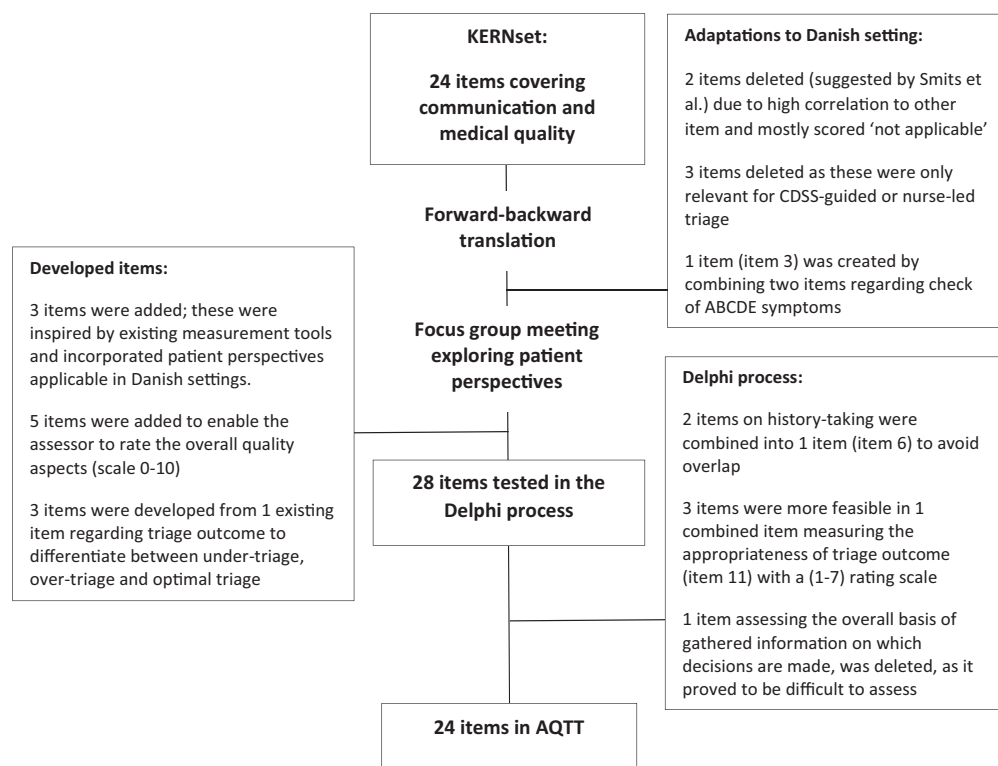 KERNset:
24 items covering
communication and
medical quality
Adaptations to Danish setting:
2 items deleted (suggested by Smits
et al.) due to high correlation to other
item and mostly scored ‘not applicable’
3 items deleted as these were only
relevant for CDSS-guided or nurse-led
triage
1 item (item 3) was created by
combining two items regarding check
of ABCDE symptoms
Forward-backward
translation
Focus group meeting
exploring patient
perspectives
Developed items:
3 items were added; these were
inspired by existing measurement tools
and incorporated patient perspectives
applicable in Danish settings.
5 items were added to enable the
assessor to rate the overall quality
aspects (scale 0-10)
3 items were developed from 1 existing
item regarding triage outcome to
differentiate between under-triage,
over-triage and optimal triage
28 items tested in the
Delphi process
Delphi process:
2 items on history-taking were
combined into 1 item (item 6) to avoid
overlap
3 items were more feasible in 1
combined item measuring the
appropriateness of triage outcome
(item 11) with a (1-7) rating scale
1 item assessing the overall basis of
gathered information on which
decisions are made, was deleted, as it
proved to be difficult to assess
24 items in AQTT